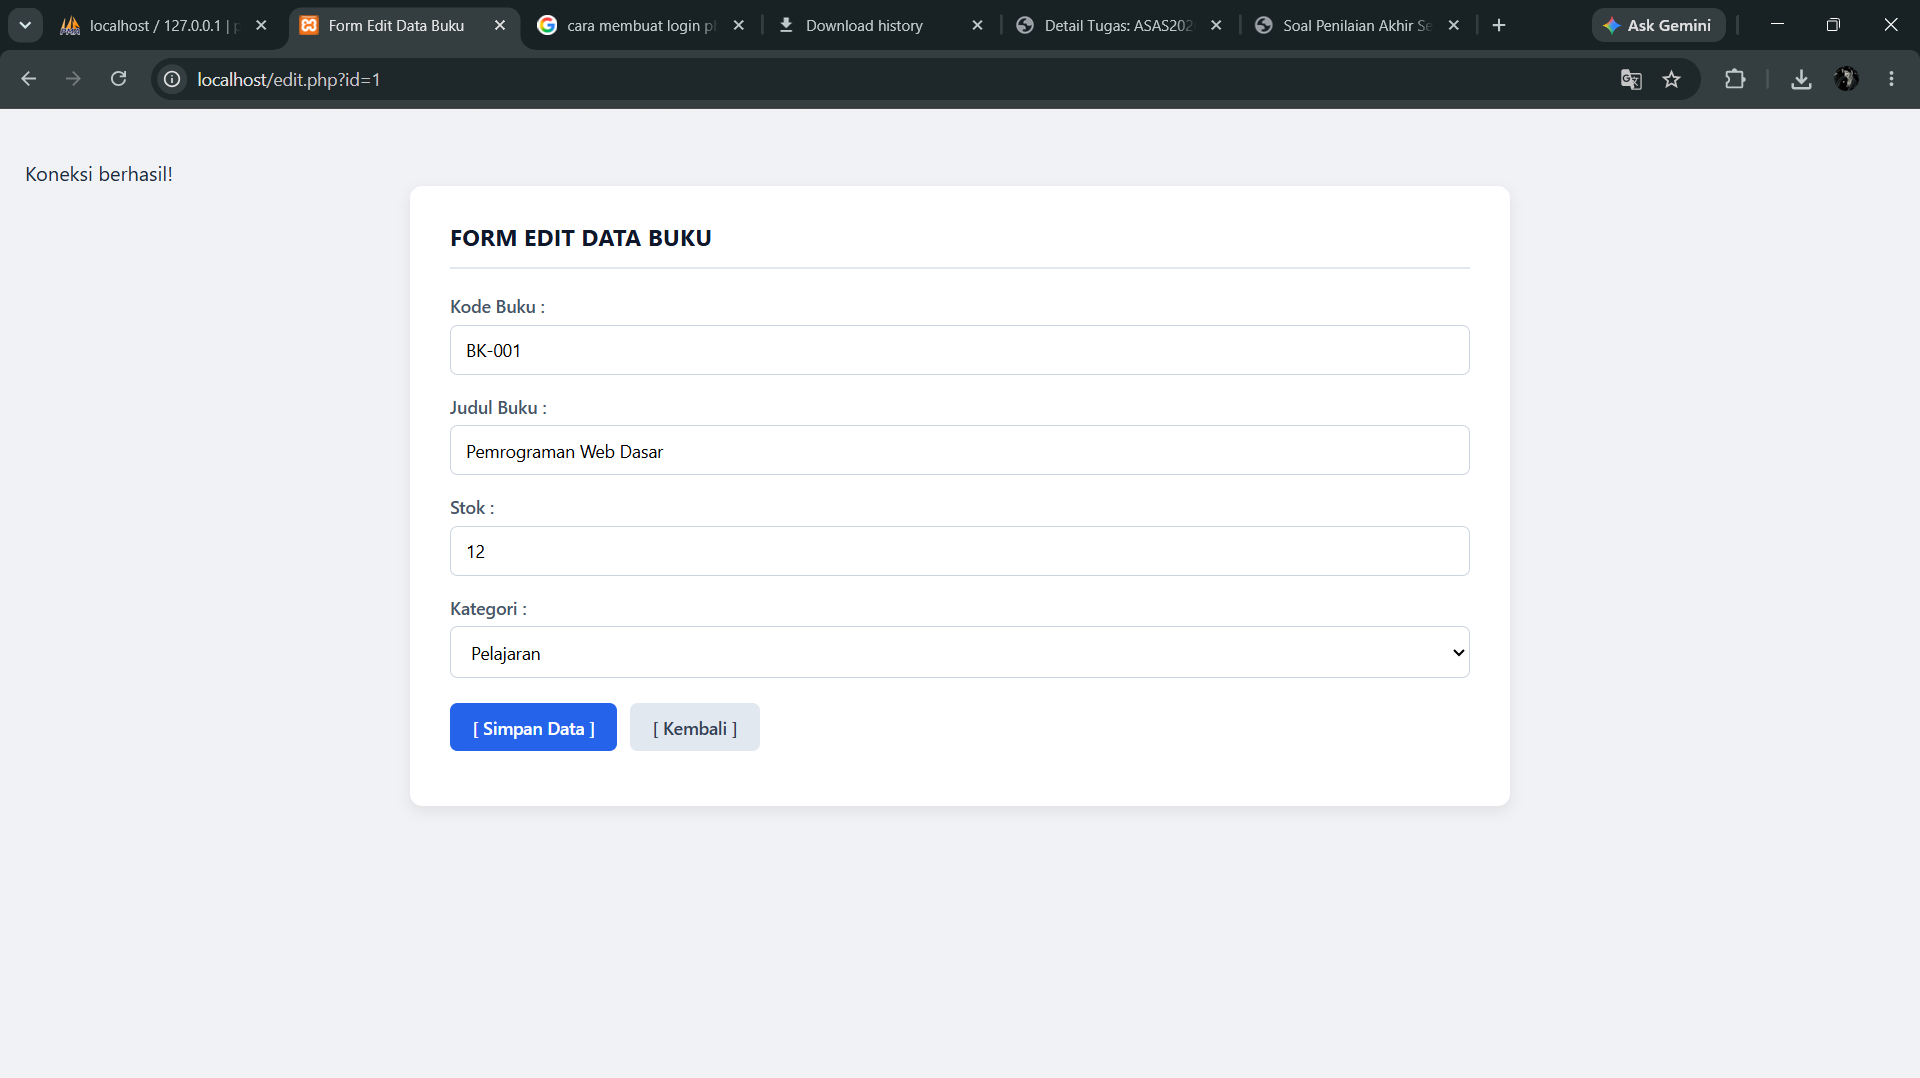 localhost / 127.0.0.1 |
Form Edit Data Buku
cara membuat login
Download history
Detail Tugas: ASAS202
Soal Penilaian Akhir Se
Ask Gemini
localhost/edit.php?id=1
Koneksi berhasil!
FORM EDIT DATA BUKU
Kode Buku :
BK-001
Judul Buku :
Pemrograman Web Dasar
Stok :
12
Kategori :
Pelajaran
[ Simpan Data ]
[ Kembali ]